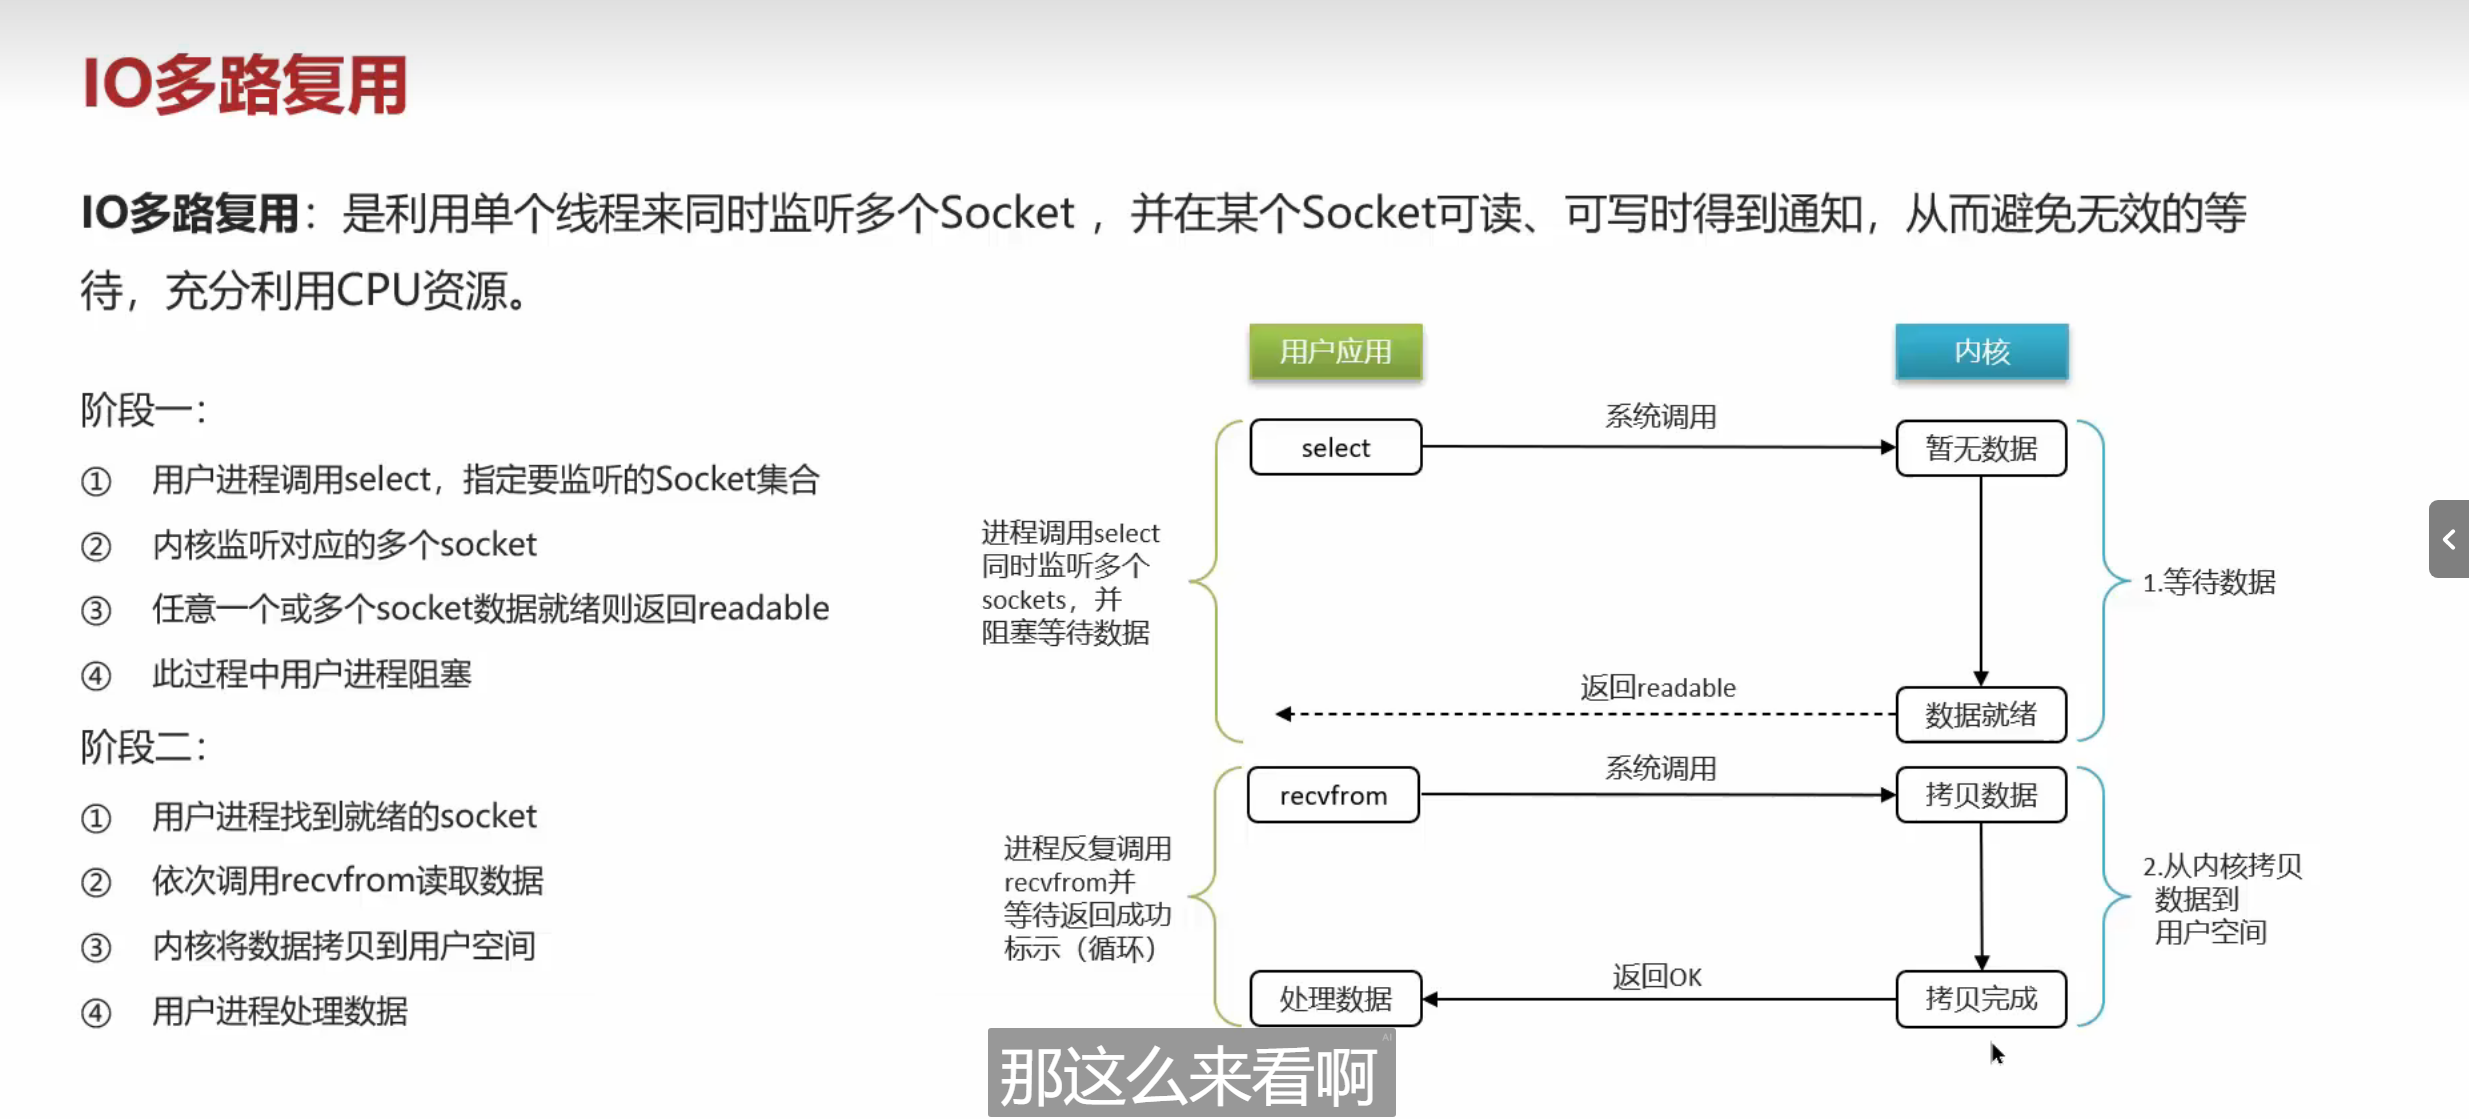 IO多路复用
IO多路复用：是利用单个线程来同时监听多个Socket ，并在某个Socket可读、可写时得到通知，从而避免无效的等
待，充分利用CPU资源。
阶段一：
① 用户进程调用select，指定要监听的Socket集合
② 内核监听对应的多个socket
③ 任意一个或多个socket数据就绪则返回readable
④ 此过程中用户进程阻塞
阶段二：
① 用户进程找到就绪的socket
② 依次调用recvfrom读取数据
③ 内核将数据拷贝到用户空间
④ 用户进程处理数据
用户应用
内核
select
系统调用
暂无数据
进程调用select
同时监听多个
sockets，并
阻塞等待数据
1.等待数据
返回readable
数据就绪
recvfrom
系统调用
拷贝数据
进程反复调用
recvfrom并
等待返回成功
标示（循环）
2.从内核拷贝
数据到
用户空间
处理数据
返回OK
拷贝完成
AI
那这么来看啊